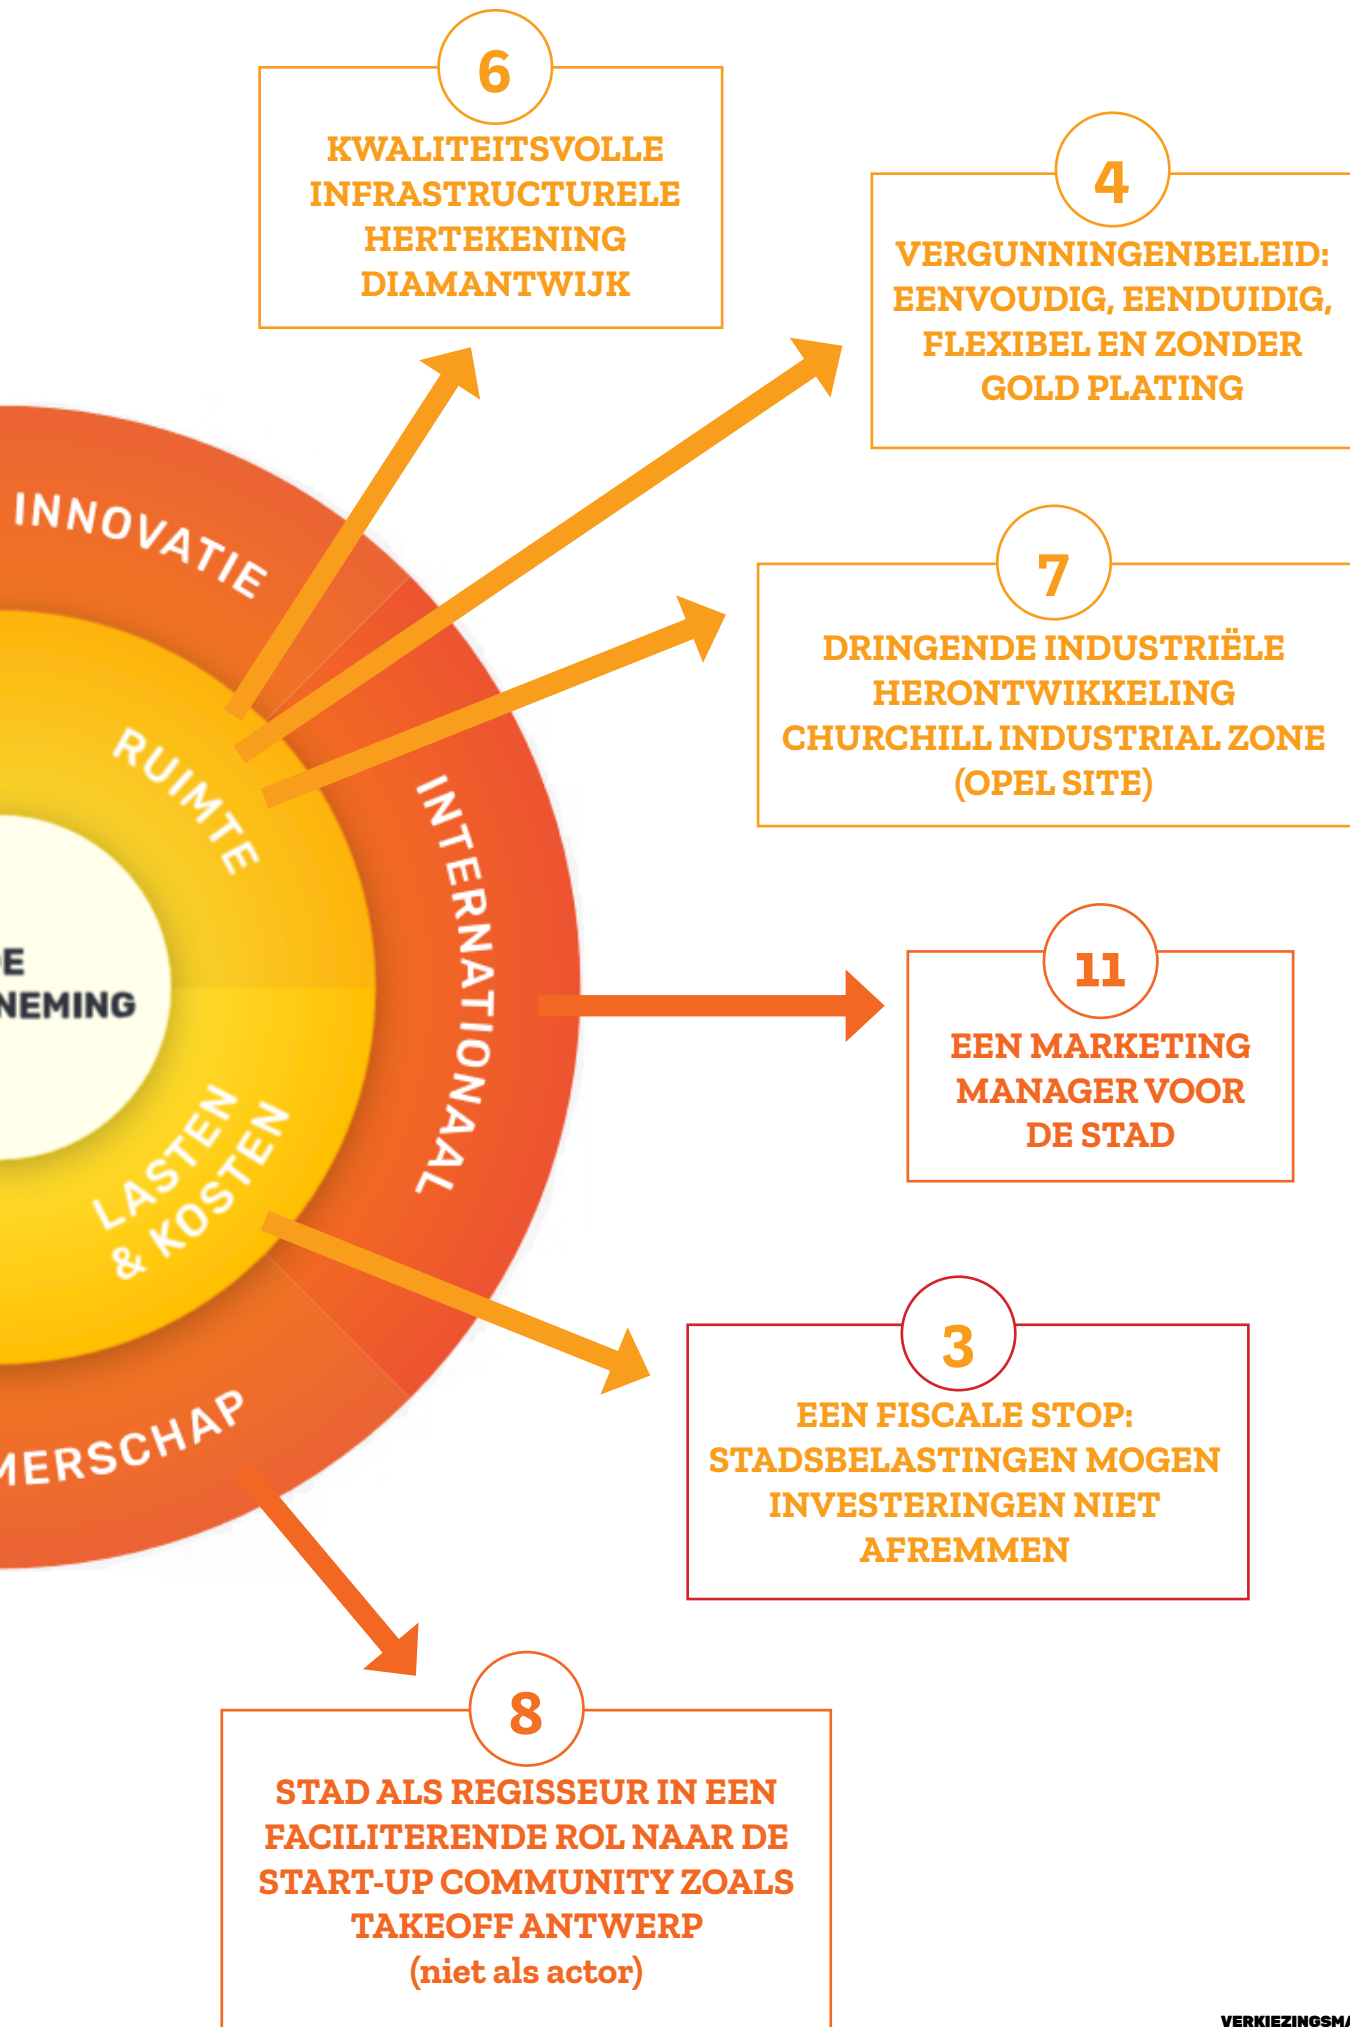 6
KWALITEITSVOLLE
INFRASTRUCTURELE
HERTEKENING
DIAMANTWIJK
4
VERGUNNINGENBELEID:
EENVOUDIG, EENDUIDIG,
FLEXIBEL EN ZONDER
GOLD PLATING
INNOVATIE
7
DRINGENDE INDUSTRIËLE
HERONTWIKKELING
CHURCHILL INDUSTRIAL ZONE
(OPEL SITE)
RUIMTE
INTERNATIONAAL
NEMING
11
EEN MARKETING
MANAGER VOOR
DE STAD
LASTEN
& KOSTEN
3
EEN FISCALE STOP:
STADSBELASTINGEN MOGEN
INVESTERINGEN NIET
AFREMMEN
MERSCHAP
8
STAD ALS REGISSEUR IN EEN
FACILITERENDE ROL NAAR DE
START-UP COMMUNITY ZOALS
TAKEOFF ANTWERP
(niet als actor)
VERKIEZINGSMA